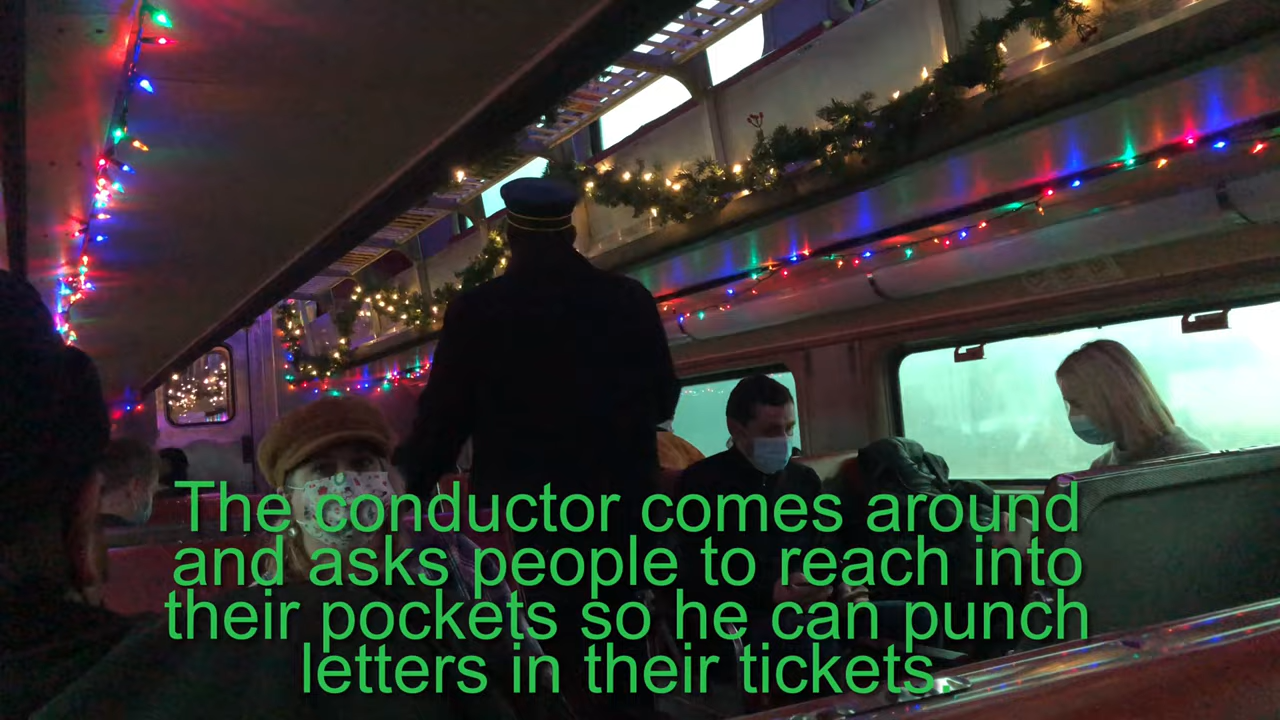 The conductor comes around
and asks people to reach into
their pockets so he can punch
letters in their tickets.